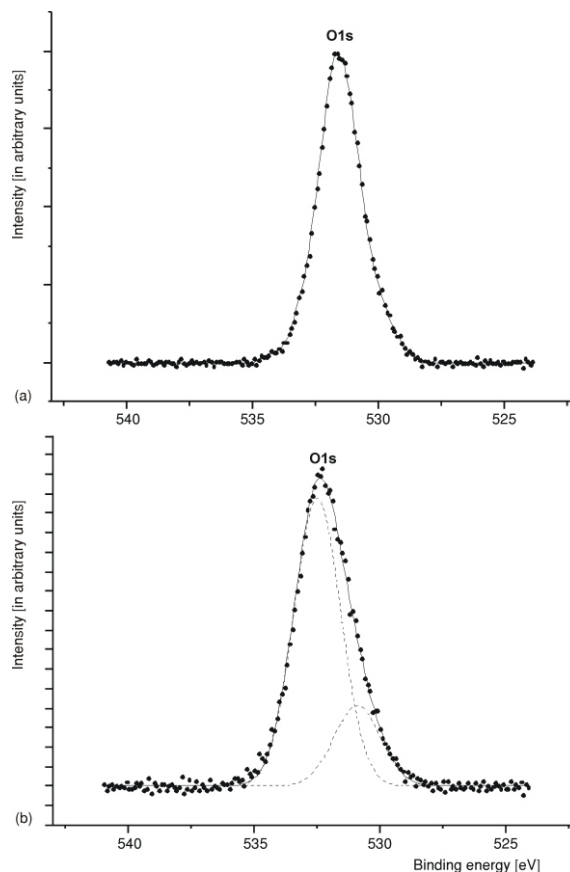 O1s
Intensity [in arbitrary units]
(a)
540 535 530 525
O1s
Intensity [in arbitrary units]
(b)
540 535 530 525
Binding energy [eV]